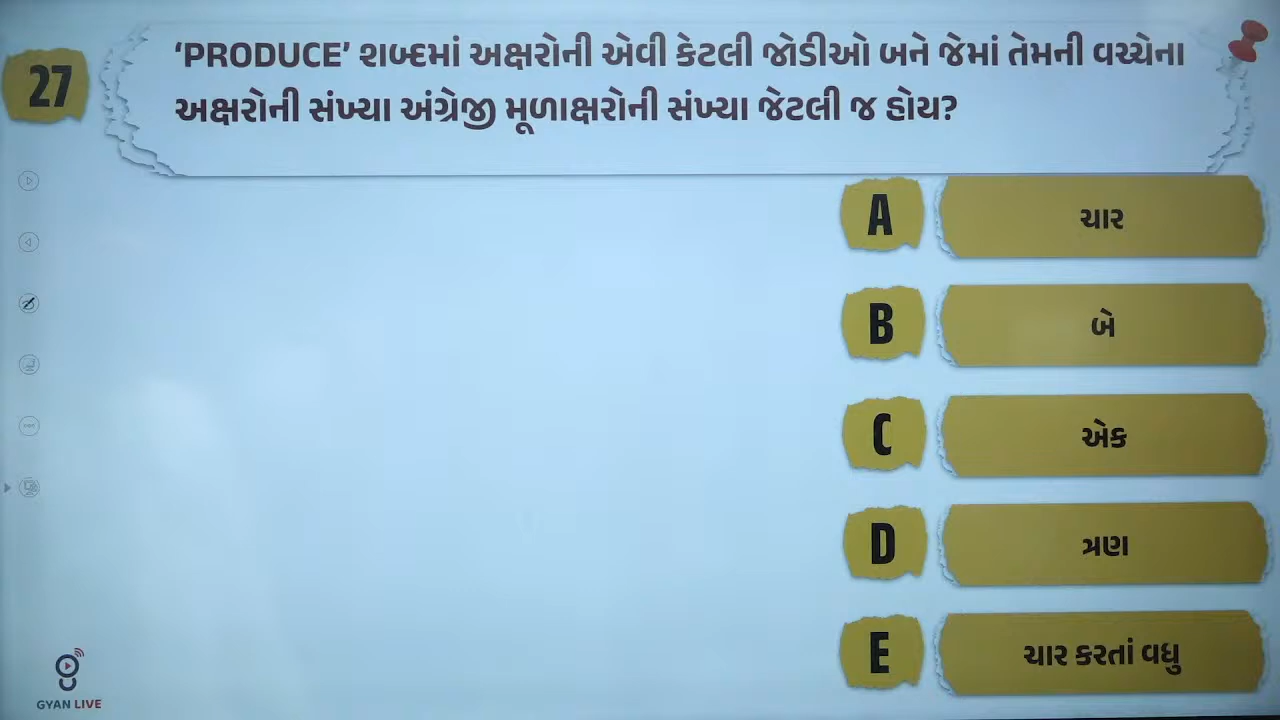 27
‘PRODUCE’ શબ્દમાં અક્ષરોની એવી કેટલી જોડીઓ બને જેમાં તેમની વચ્ચેના
અક્ષરોની સંખ્યા અંગ્રેજી મૂળાક્ષરોની સંખ્યા જેટલી જ હોય?
A ચાર
B બે
C એક
D ત્રણ
E ચાર કરતાં વધુ
GYAN LIVE